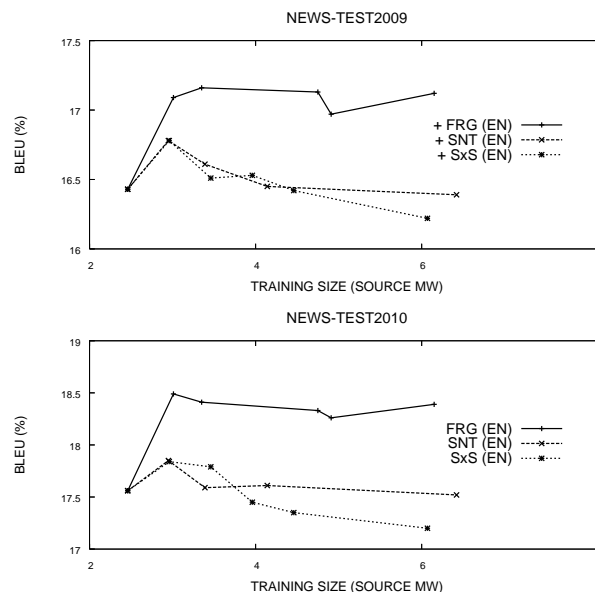 NEWS-TEST2009
17.5
17
16.5
16
BLEU (%)
+ FRG (EN)
+ SNT (EN)
+ SxS (EN)
2 4 6
TRAINING SIZE (SOURCE MW)
NEWS-TEST2010
19
18.5
18
17.5
17
BLEU (%)
FRG (EN)
SNT (EN)
SxS (EN)
2 4 6
TRAINING SIZE (SOURCE MW)